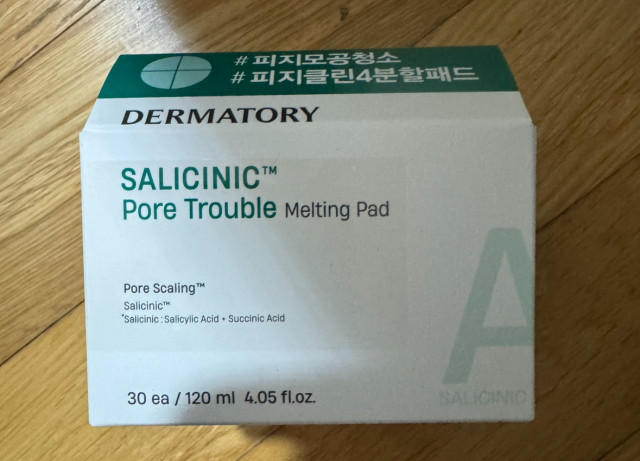 #피지모공청소
#피지클린4분할패드
DERMATORY
SALICINIC™
Pore Trouble Melting Pad
Pore Scaling™
Salicinic™
*Salicinic : Salicylic Acid + Succinic Acid
A
SALICINIC
30 ea / 120 ml 4.05 fl.oz.